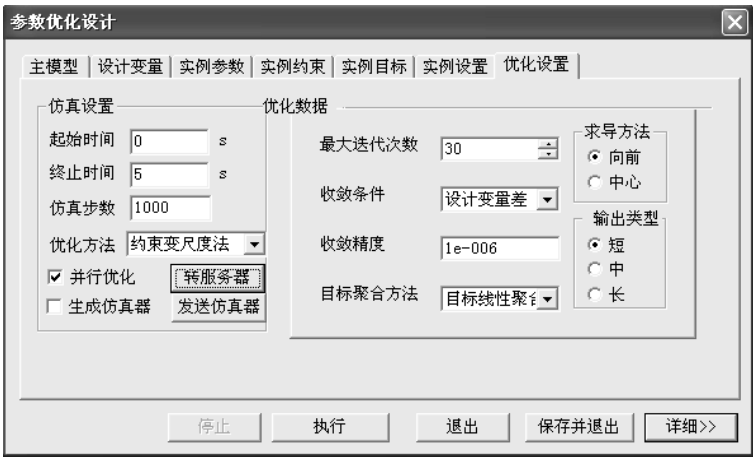 参数优化设计
主模型 设计变量 实例参数 实例约束 实例目标 实例设置 优化设置
仿真设置
起始时间 0 s
终止时间 5 s
仿真步数 1000
优化方法 约束变尺度法
并行优化 转服务器
生成仿真器 发送仿真器
优化数据
最大迭代次数 30
收敛条件 设计变量差
收敛精度 1e-006
目标聚合方法 目标线性聚
求导方法
向前
中心
输出类型
短
中
长
停止 执行 退出 保存并退出 详细>>